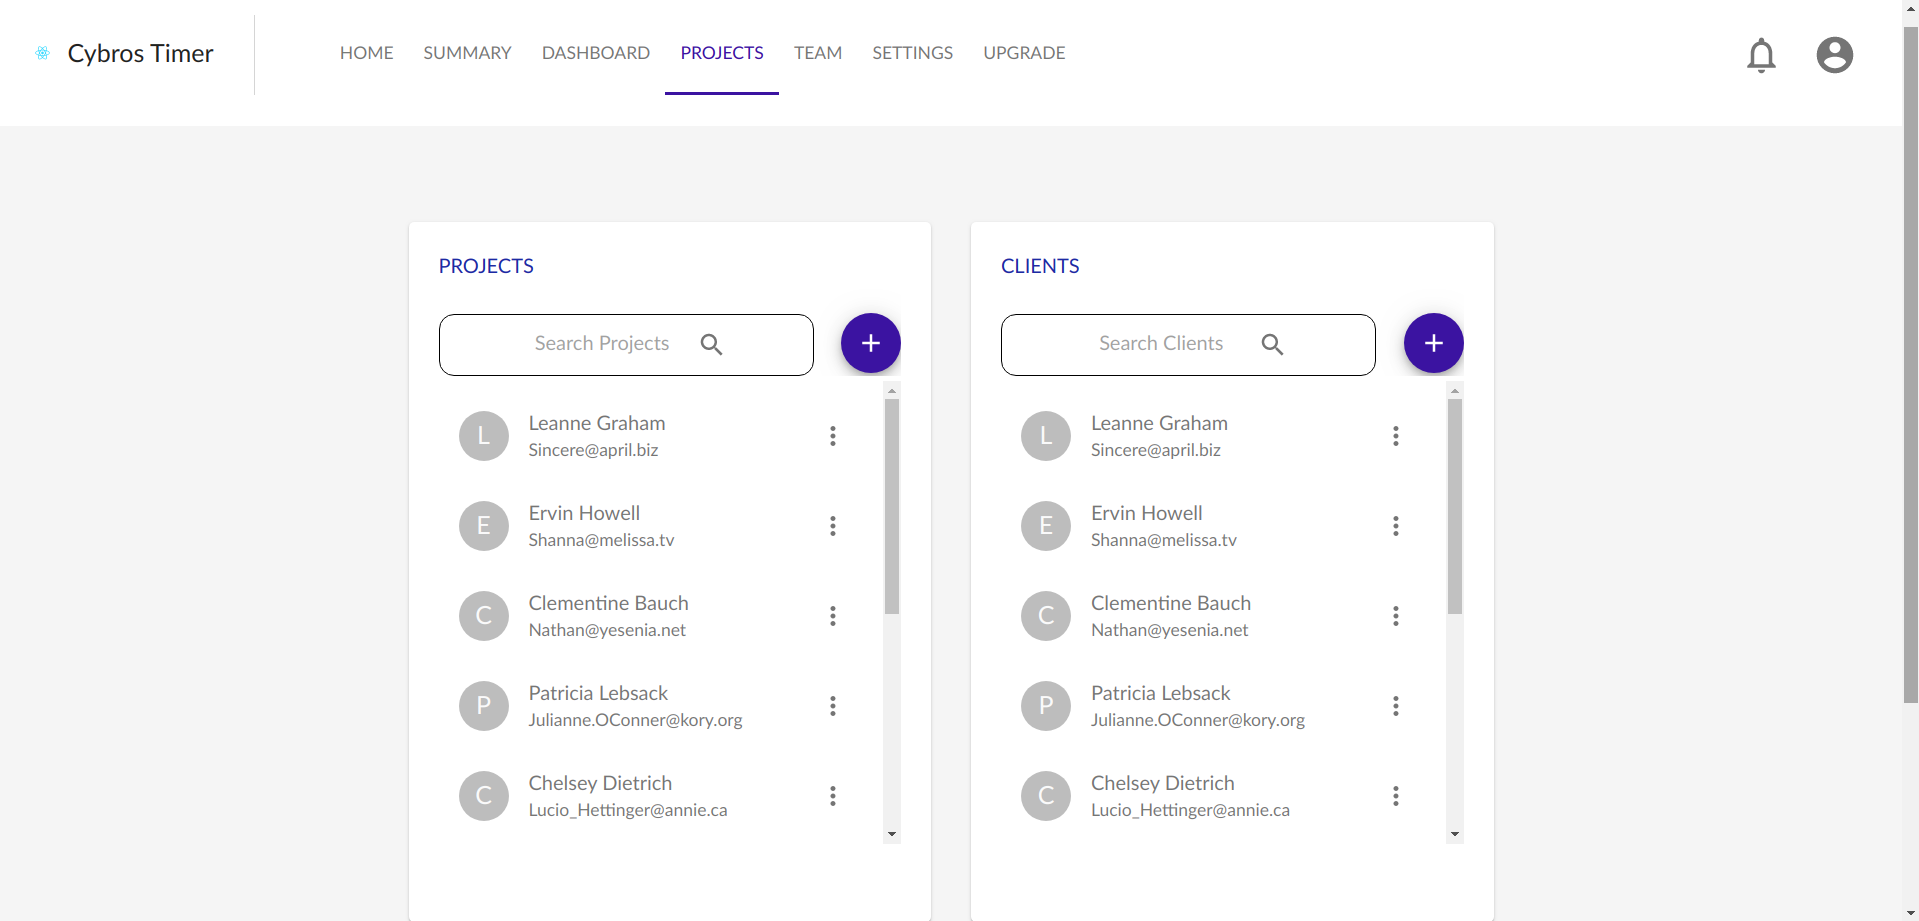 Cybros Timer
HOME SUMMARY DASHBOARD PROJECTS TEAM SETTINGS UPGRADE
PROJECTS
Search Projects
L
Leanne Graham
Sincere@april.biz
E
Ervin Howell
Shanna@melissa.tv
C
Clementine Bauch
Nathan@yesenia.net
P
Patricia Lebsack
Julianne.OConner@kory.org
C
Chelsey Dietrich
Lucio_Hettinger@annie.ca
CLIENTS
Search Clients
L
Leanne Graham
Sincere@april.biz
E
Ervin Howell
Shanna@melissa.tv
C
Clementine Bauch
Nathan@yesenia.net
P
Patricia Lebsack
Julianne.OConner@kory.org
C
Chelsey Dietrich
Lucio_Hettinger@annie.ca